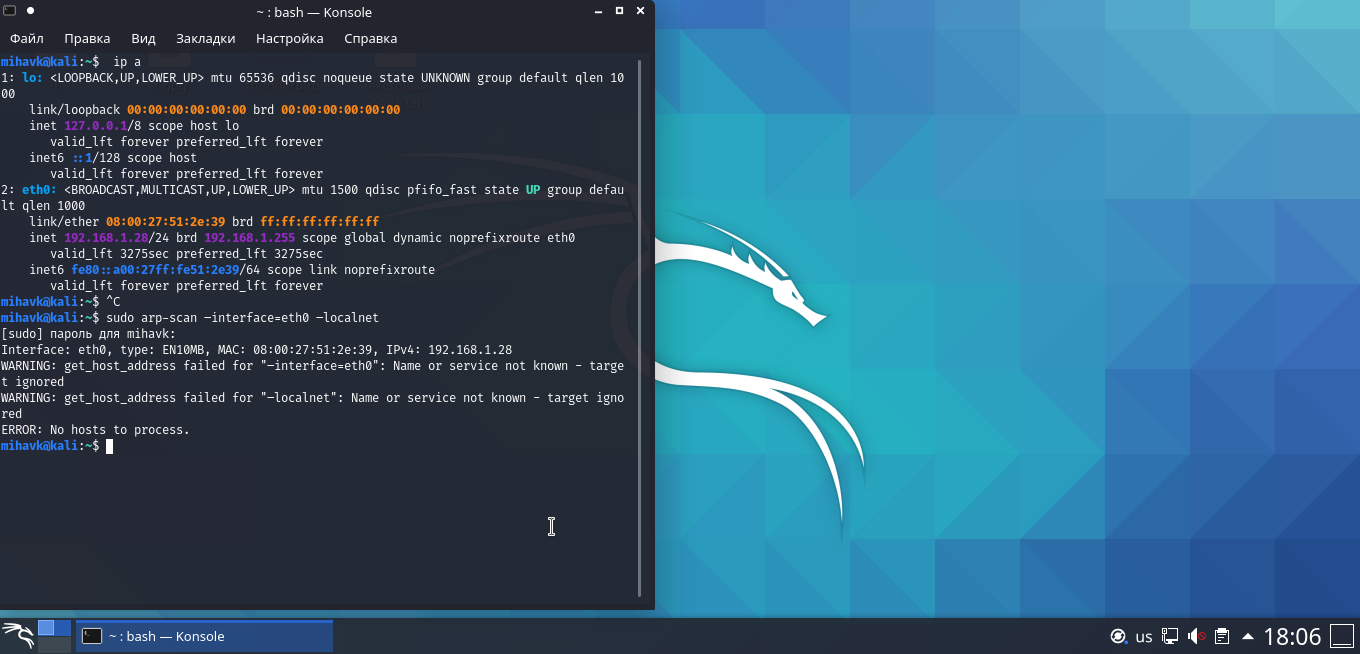 ~ : bash — Konsole
Файл Правка Вид Закладки Настройка Справка
mihavk@kali:~$  ip a
1: lo: <LOOPBACK,UP,LOWER_UP> mtu 65536 qdisc noqueue state UNKNOWN group default qlen 10
00
    link/loopback 00:00:00:00:00:00 brd 00:00:00:00:00:00
    inet 127.0.0.1/8 scope host lo
       valid_lft forever preferred_lft forever
    inet6 ::1/128 scope host
       valid_lft forever preferred_lft forever
2: eth0: <BROADCAST,MULTICAST,UP,LOWER_UP> mtu 1500 qdisc pfifo_fast state UP group defau
lt qlen 1000
    link/ether 08:00:27:51:2e:39 brd ff:ff:ff:ff:ff:ff
    inet 192.168.1.28/24 brd 192.168.1.255 scope global dynamic noprefixroute eth0
       valid_lft 3275sec preferred_lft 3275sec
    inet6 fe80::a00:27ff:fe51:2e39/64 scope link noprefixroute
       valid_lft forever preferred_lft forever
mihavk@kali:~$ ^C
mihavk@kali:~$ sudo arp-scan –interface=eth0 –localnet
[sudo] пароль для mihavk:
Interface: eth0, type: EN10MB, MAC: 08:00:27:51:2e:39, IPv4: 192.168.1.28
WARNING: get_host_address failed for "–interface=eth0": Name or service not known - targe
t ignored
WARNING: get_host_address failed for "–localnet": Name or service not known - target igno
red
ERROR: No hosts to process.
mihavk@kali:~$
~ : bash — Konsole
us
18:06